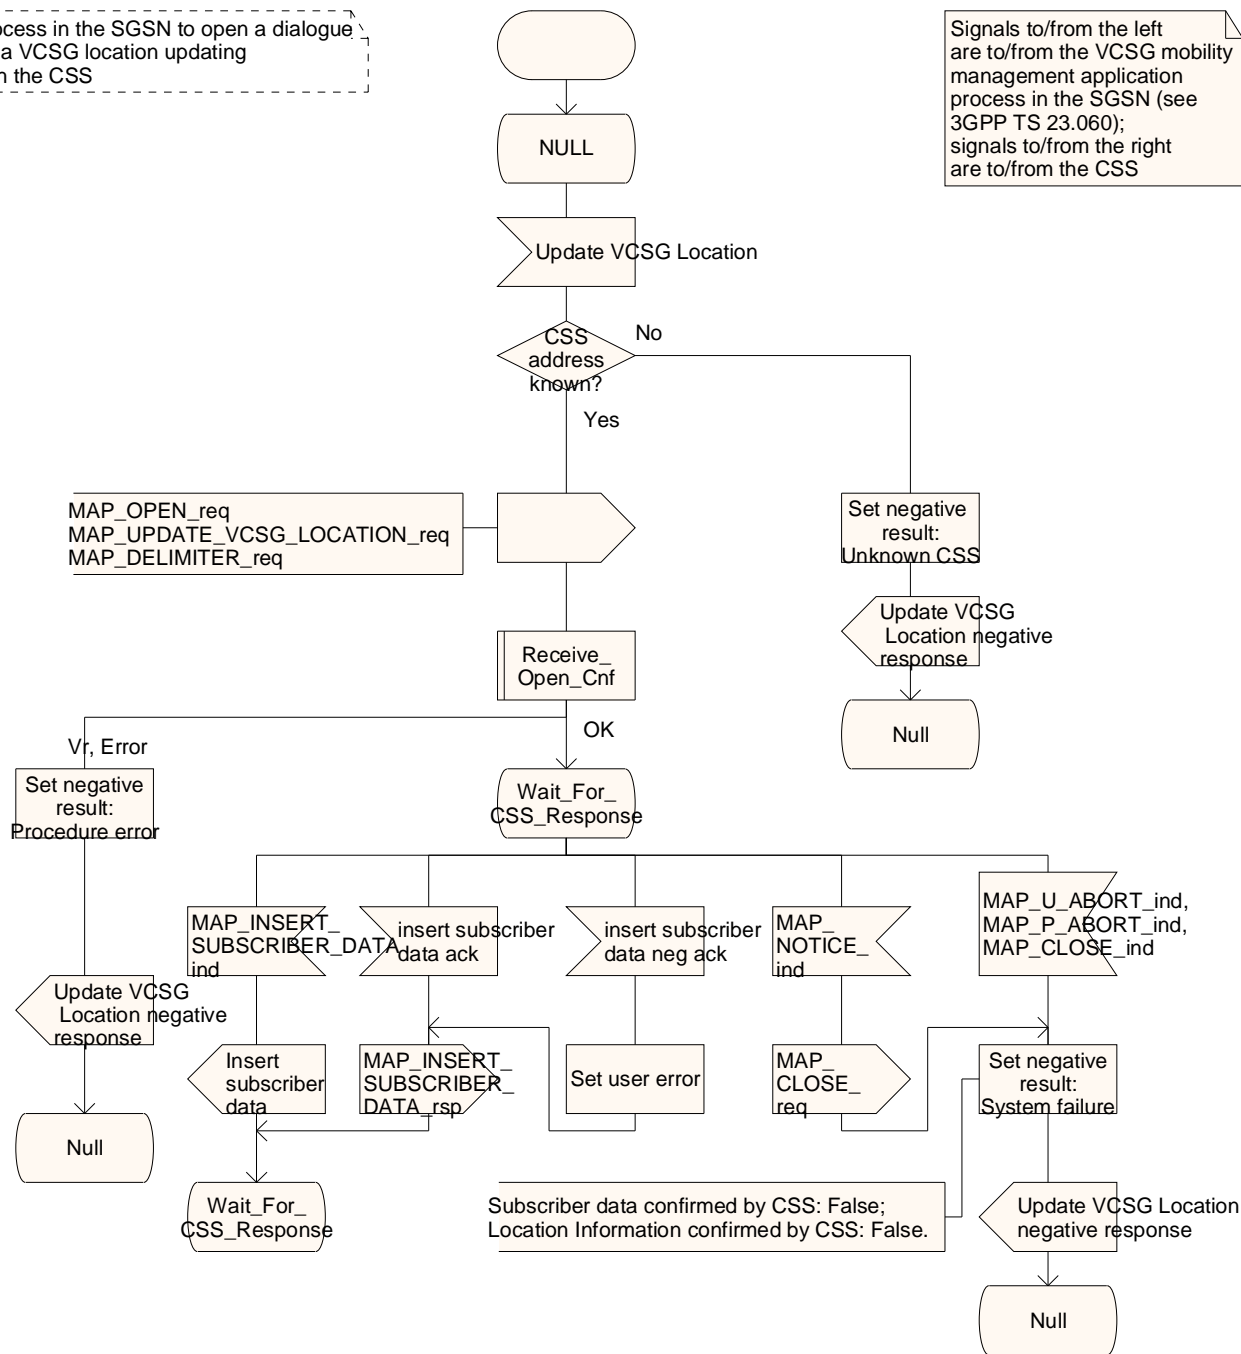 ocess in the SGSN to open a dialogue
a VCSG location updating
n the CSS
Signals to/from the left
are to/from the VCSG mobility
management application
process in the SGSN (see
3GPP TS 23.060);
signals to/from the right
are to/from the CSS
NULL
Update VCSG Location
CSS
address
known?
No
Yes
MAP_OPEN_req
MAP_UPDATE_VCSG_LOCATION_req
MAP_DELIMITER_req
Set negative
result:
Unknown CSS
Update VCSG
Location negative
response
Null
Receive_
Open_Cnf
OK
Vr, Error
Set negative
result:
Procedure error
Wait_For_
CSS_Response
MAP_INSERT_
SUBSCRIBER_DATA_
ind
insert subscriber
data ack
insert subscriber
data neg ack
MAP_
NOTICE_
ind
MAP_U_ABORT_ind,
MAP_P_ABORT_ind,
MAP_CLOSE_ind
Update VCSG
Location negative
response
Insert
subscriber
data
MAP_INSERT_
SUBSCRIBER_
DATA_rsp
Set user error
MAP_
CLOSE_
req
Set negative
result:
System failure
Null
Wait_For_
CSS_Response
Subscriber data confirmed by CSS: False;
Location Information confirmed by CSS: False.
Update VCSG Location
negative response
Null